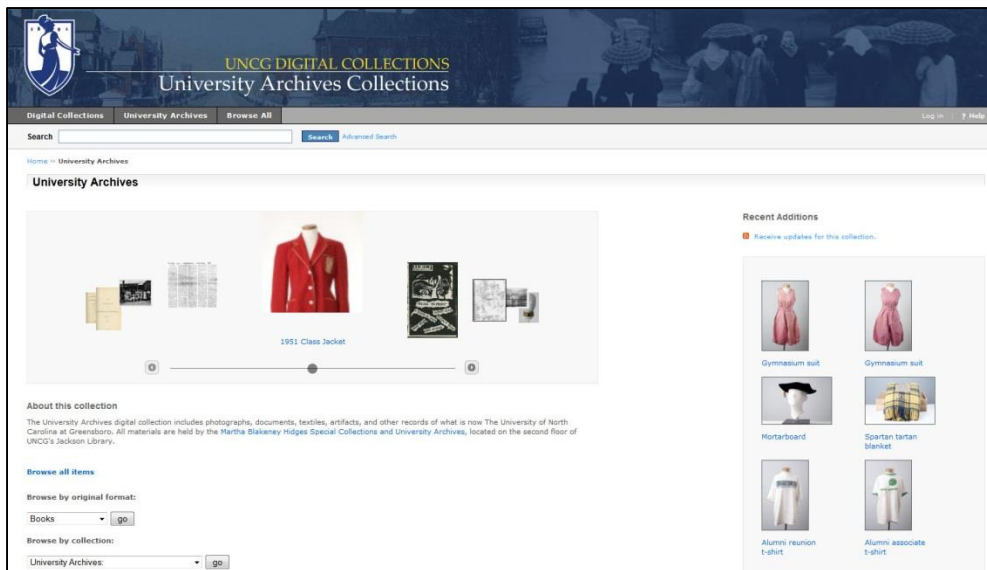 UNCG DIGITAL COLLECTIONS
University Archives Collections
Digital Collections University Archives Browse All Log in ? Help
Search Search Advanced Search
Home » University Archives
University Archives
1951 Class Jacket
About this collection
The University Archives digital collection includes photographs, documents, textiles, artifacts, and other records of what is now The University of North
Carolina at Greensboro. All materials are held by the Martha Blakeney Hidges Special Collections and University Archives, located on the second floor of
UNCG's Jackson Library.
Browse all items
Browse by original format:
Books go
Browse by collection:
University Archives: go
Recent Additions
Receive updates for this collection.
Gymnasium suit Gymnasium suit
Mortarboard Spartan tartan
blanket
Alumni reunion Alumni associate
t-shirt t-shirt